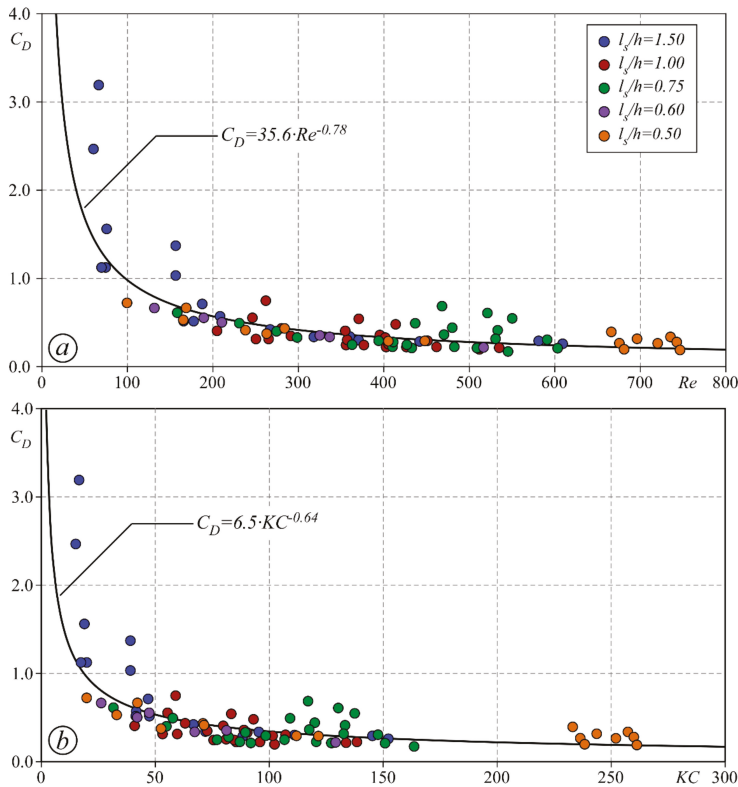 4.0
C_D
3.0
2.0
1.0
0.0
l_s/h=1.50
l_s/h=1.00
l_s/h=0.75
l_s/h=0.60
l_s/h=0.50
C_D=35.6·Re^-0.78
a
0 100 200 300 400 500 600 700 Re 800
4.0
C_D
3.0
2.0
1.0
0.0
C_D=6.5·KC^-0.64
b
0 50 100 150 200 250 KC 300